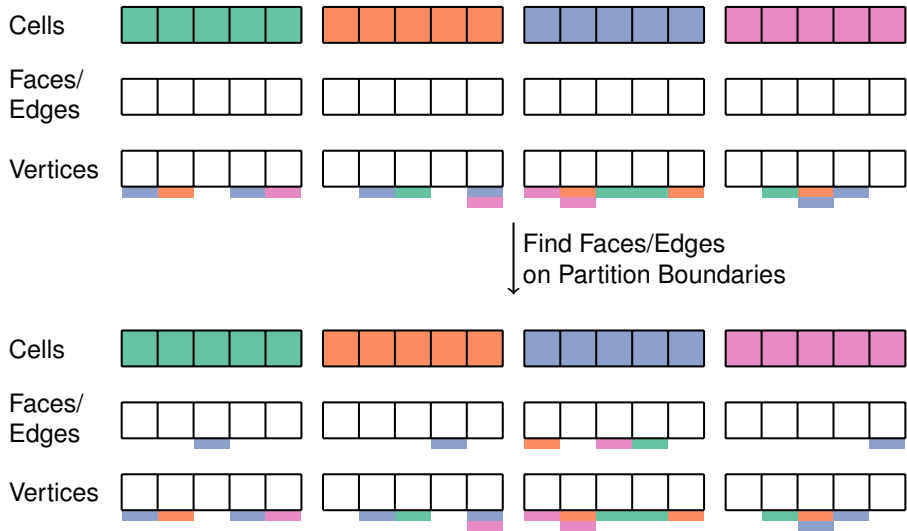 Cells
Faces/
Edges
Vertices
Find Faces/Edges
on Partition Boundaries
Cells
Faces/
Edges
Vertices